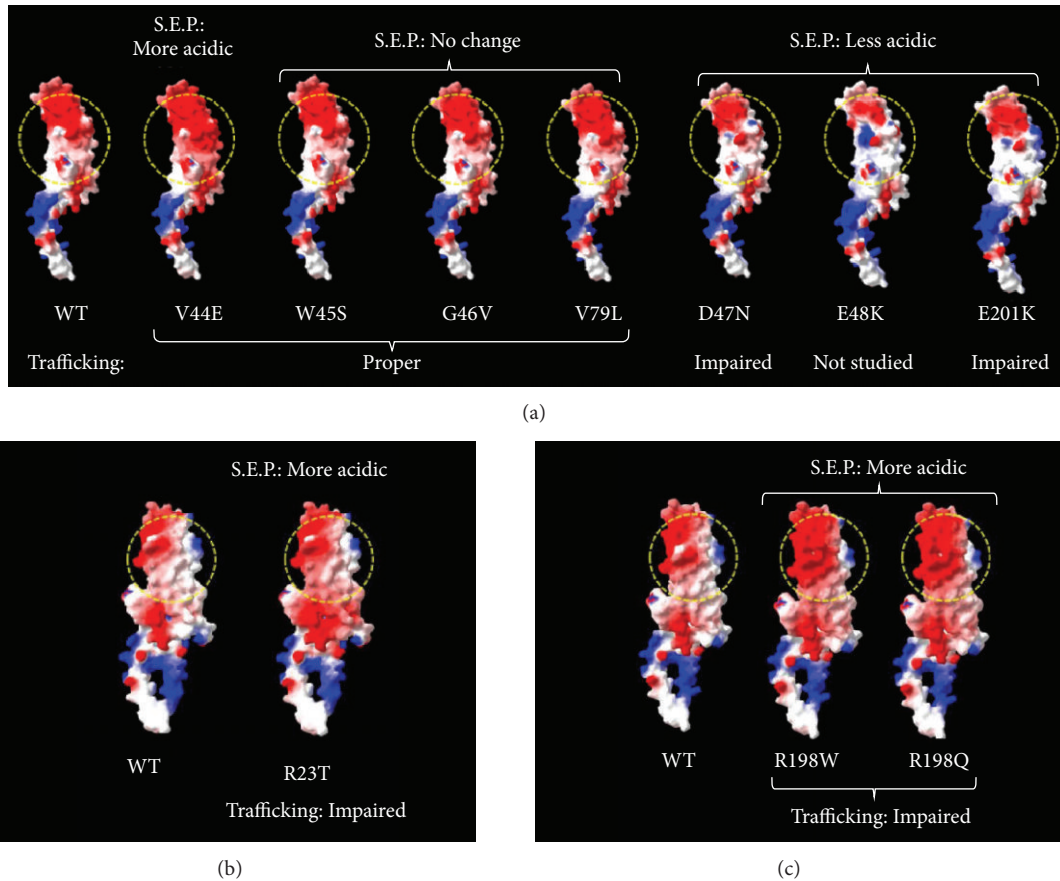 S.E.P.:
More acidic
S.E.P.: No change
S.E.P.: Less acidic
WT
V44E
W45S
G46V
V79L
D47N
E48K
E201K
Trafficking:
Proper
Impaired
Not studied
Impaired
(a)
S.E.P.: More acidic
WT
R23T
Trafficking: Impaired
(b)
S.E.P.: More acidic
WT
R198W
R198Q
Trafficking: Impaired
(c)